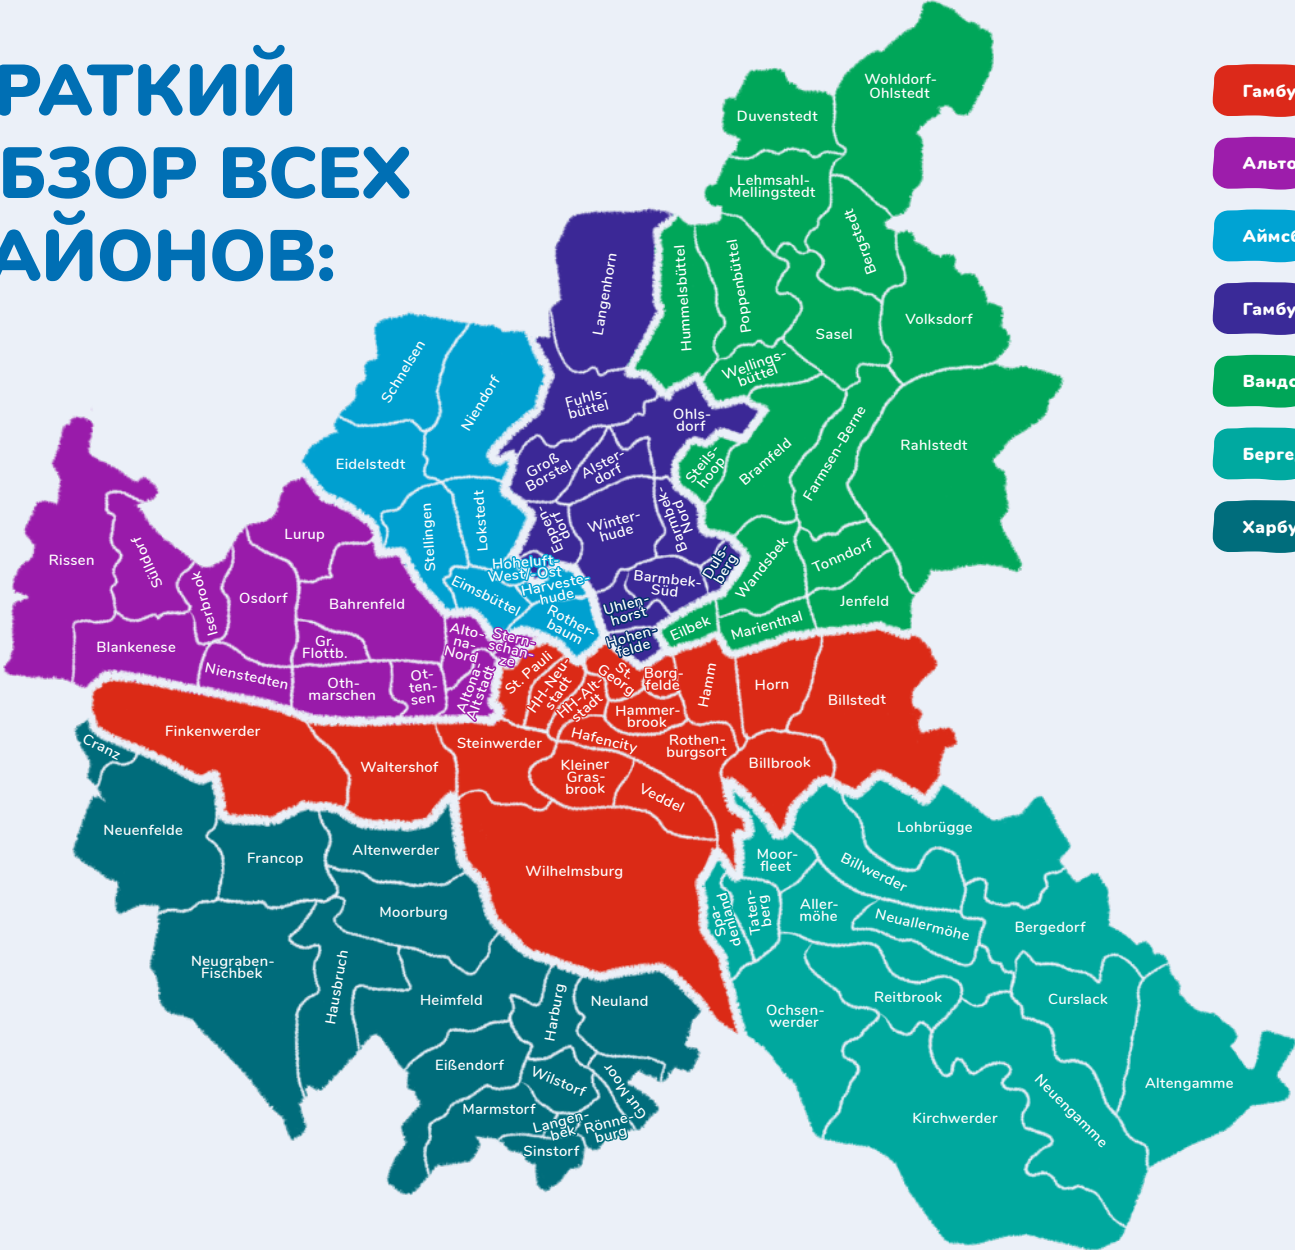 РАТКИЙ
БЗОР ВСЕХ
АЙОНОВ:
Гамбу
Альто
Аймсб
Гамбу
Вандс
Берге
Харбу
Wohldorf-
Ohlstedt
Duvenstedt
Lehmsahl-
Mellingstedt
Bergstedt
Hummelsbüttel
Poppenbüttel
Sasel
Volksdorf
Wellings-
büttel
Steils-
hoop
Bramfeld
Farmsen-Berne
Rahlstedt
Wandsbek
Tonndorf
Jenfeld
Eilbek
Marienthal
Langenhorn
Fuhls-
büttel
Ohls-
dorf
Groß
Borstel
Alster-
dorf
Eppen-
dorf
Winter-
hude
Barmbek-
Nord
Duls-
berg
Barmbek-
Süd
Uhlen-
horst
Hohen-
felde
Schnelsen
Niendorf
Eidelstedt
Stellingen
Lokstedt
Hoheluft-
West/ Ost
Harveste-
hude
Eimsbüttel
Rother-
baum
Rissen
Sülldorf
Iserbrook
Lurup
Osdorf
Bahrenfeld
Blankenese
Gr.
Flottb.
Nienstedten
Oth-
marschen
Ot-
ten-
sen
Alto-
na-
Nord
Stern-
schan-
ze
Altona-
Altstadt
St. Pauli
HH-Neu-
stadt
HH-Alt-
stadt
St.
Georg
Borg-
felde
Hamm
Horn
Billstedt
Hammer-
brook
Hafencity
Rothen-
burgsort
Billbrook
Finkenwerder
Waltershof
Steinwerder
Kleiner
Gras-
brook
Veddel
Wilhelmsburg
Cranz
Neuenfelde
Francop
Altenwerder
Moorburg
Neugraben-
Fischbek
Hausbruch
Heimfeld
Harburg
Neuland
Eißendorf
Wilstorf
Gut Moor
Marmstorf
Langen-
bek
Rönne-
burg
Sinstorf
Moor-
fleet
Billwerder
Lohbrügge
Spa-
denland
Taten-
berg
Aller-
möhe
Neuallermöhe
Bergedorf
Ochsen-
werder
Reitbrook
Curslack
Kirchwerder
Neuengamme
Altengamme